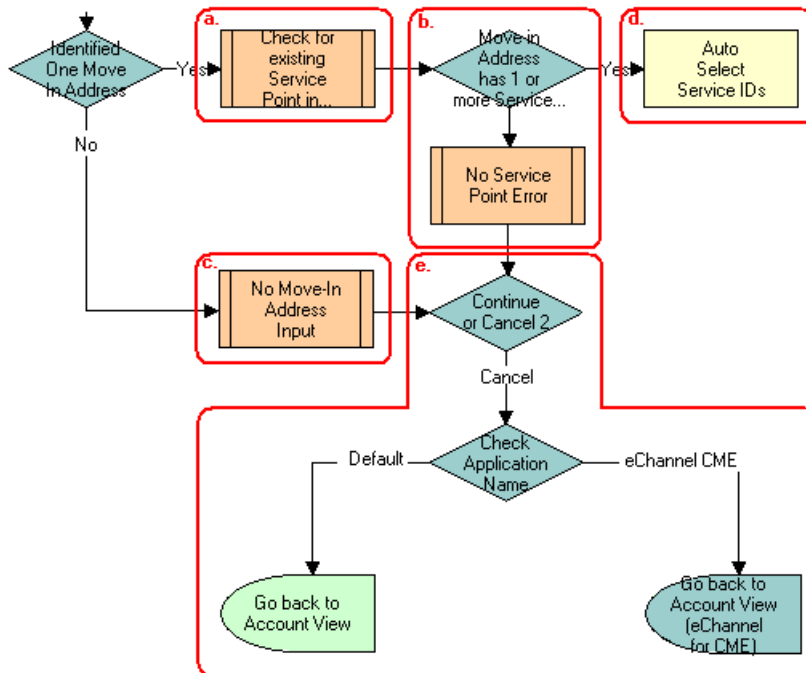 a.
b.
d.
Identified
One Move
In Address
Yes
Check for
existing
Service
Point in...
Move in
Address
has 1 or
more Service...
Yes
Auto
Select
Service IDs
No
No Service
Point Error
c.
e.
No Move-In
Address
Input
Continue
or Cancel 2
Cancel
Check
Application
Name
Default
eChannel CME
Go back to
Account View
Go back to
Account View
(eChannel
for CME)